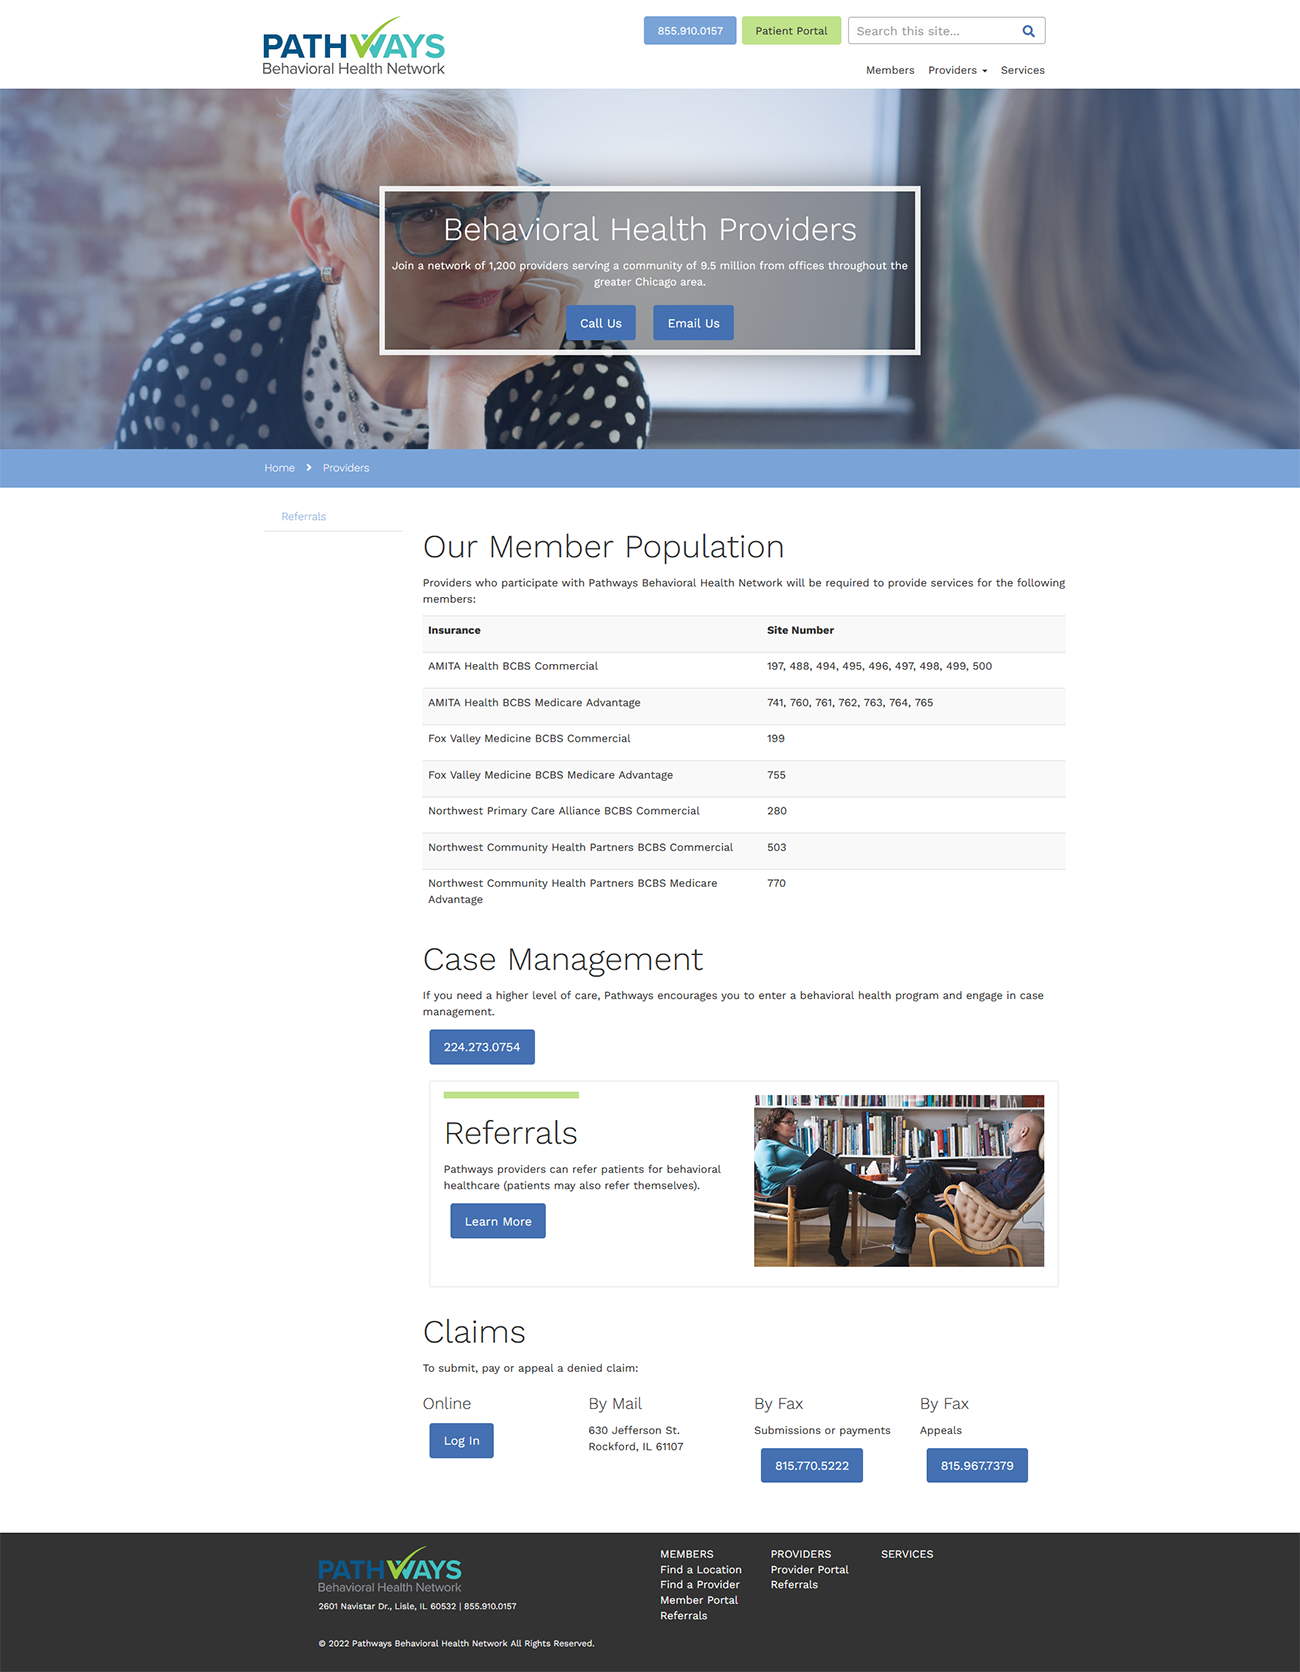 PATHWAYS
Behavioral Health Network
855.910.0157
Patient Portal
Search this site...
Members
Providers
Services
Behavioral Health Providers
Join a network of 1,200 providers serving a community of 9.5 million from offices throughout the
greater Chicago area.
Call Us
Email Us
Home
Providers
Referrals
Our Member Population
Providers who participate with Pathways Behavioral Health Network will be required to provide services for the following
members:
Insurance Site Number
AMITA Health BCBS Commercial 197, 488, 494, 495, 496, 497, 498, 499, 500
AMITA Health BCBS Medicare Advantage 741, 760, 761, 762, 763, 764, 765
Fox Valley Medicine BCBS Commercial 199
Fox Valley Medicine BCBS Medicare Advantage 755
Northwest Primary Care Alliance BCBS Commercial 280
Northwest Community Health Partners BCBS Commercial 503
Northwest Community Health Partners BCBS Medicare 770
Advantage
Case Management
If you need a higher level of care, Pathways encourages you to enter a behavioral health program and engage in case
management.
224.273.0754
Referrals
Pathways providers can refer patients for behavioral
healthcare (patients may also refer themselves).
Learn More
Claims
To submit, pay or appeal a denied claim:
Online
Log In
By Mail
630 Jefferson St.
Rockford, IL 61107
By Fax
Submissions or payments
815.770.5222
By Fax
Appeals
815.967.7379
PATHWAYS
Behavioral Health Network
2601 Navistar Dr., Lisle, IL 60532 | 855.910.0157
© 2022 Pathways Behavioral Health Network All Rights Reserved.
MEMBERS
Find a Location
Find a Provider
Member Portal
Referrals
PROVIDERS
Provider Portal
Referrals
SERVICES